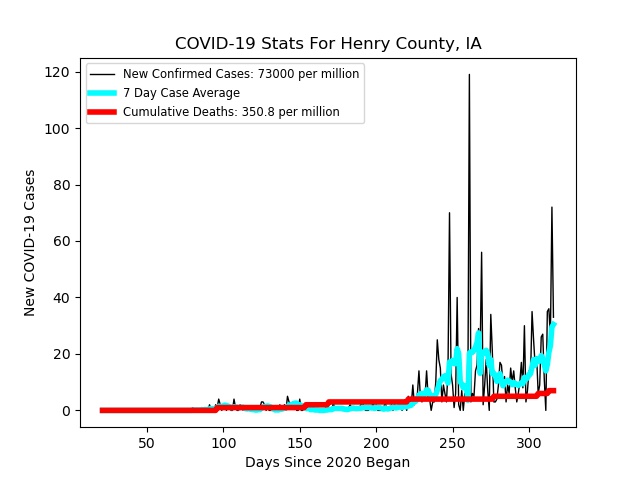 COVID-19 Stats For Henry County, IA
New Confirmed Cases: 73000 per million
7 Day Case Average
Cumulative Deaths: 350.8 per million
New COVID-19 Cases
120
100
80
60
40
20
0
50 100 150 200 250 300
Days Since 2020 Began